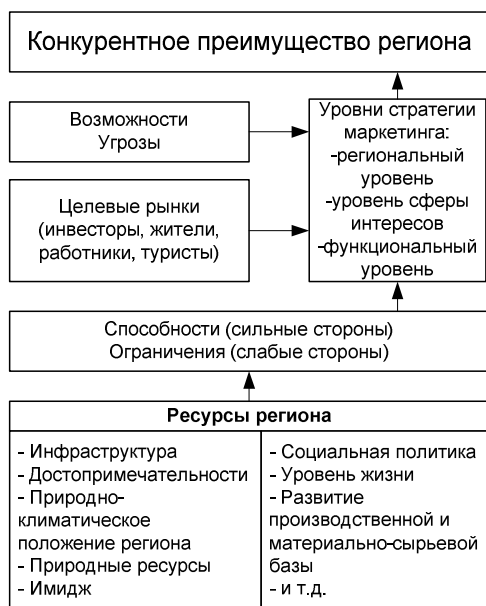 Конкурентное преимущество региона
Возможности
Угрозы
Целевые рынки
(инвесторы, жители,
работники, туристы)
Уровни стратегии
маркетинга:
-региональный
уровень
-уровень сферы
интересов
-функциональный
уровень
Способности (сильные стороны)
Ограничения (слабые стороны)
Ресурсы региона
- Инфраструктура
- Достопримечательности
- Природно-
климатическое
положение региона
- Природные ресурсы
- Имидж
- Социальная политика
- Уровень жизни
- Развитие
производственной и
материально-сырьевой
базы
- и т.д.